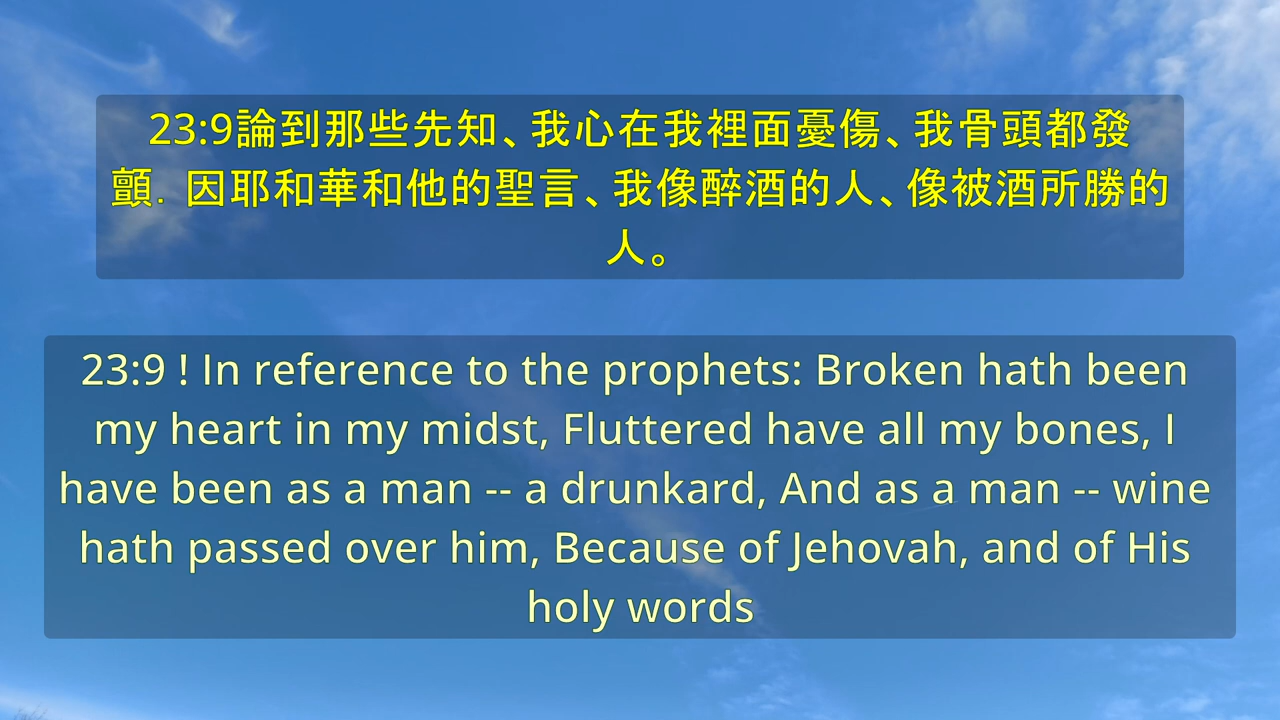 23:9論到那些先知、我心在我裡面憂傷、我骨頭都發
顫．因耶和華和他的聖言、我像醉酒的人、像被酒所勝的
人。
23:9 ! In reference to the prophets: Broken hath been
my heart in my midst, Fluttered have all my bones, I
have been as a man -- a drunkard, And as a man -- wine
hath passed over him, Because of Jehovah, and of His
holy words